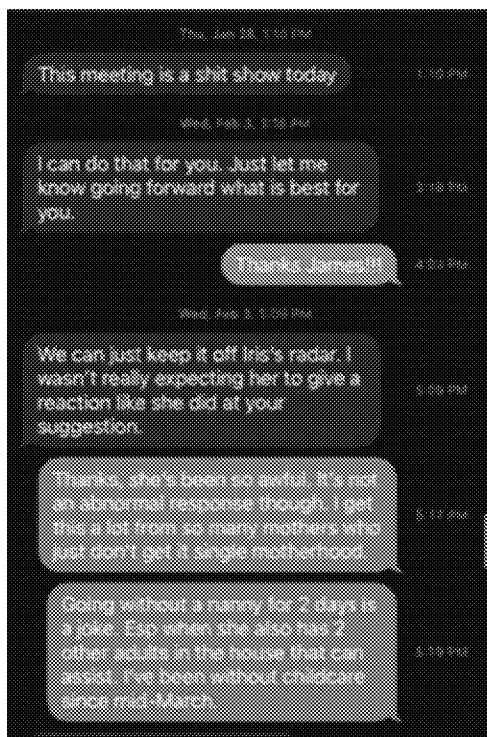 Thu, Jan 28, 1:10 PM
This meeting is a shit show today
1:10 PM
Wed, Feb 3, 3:18 PM
I can do that for you. Just let me
know going forward what is best for
you.
3:18 PM
Thanks James!!!
4:03 PM
Wed, Feb 3, 5:09 PM
We can just keep it off Iris's radar. I
wasn't really expecting her to give a
reaction like she did at your
suggestion.
5:09 PM
Thanks, she's been so awful. It's not
an abnormal response though. I get
this a lot from so many mothers who
just don't get it single motherhood
5:17 PM
Going without a nanny for 2 days is
a joke. Esp when she also has 2
other adults in the house that can
assist. I've been without childcare
since mid-March.
5:19 PM